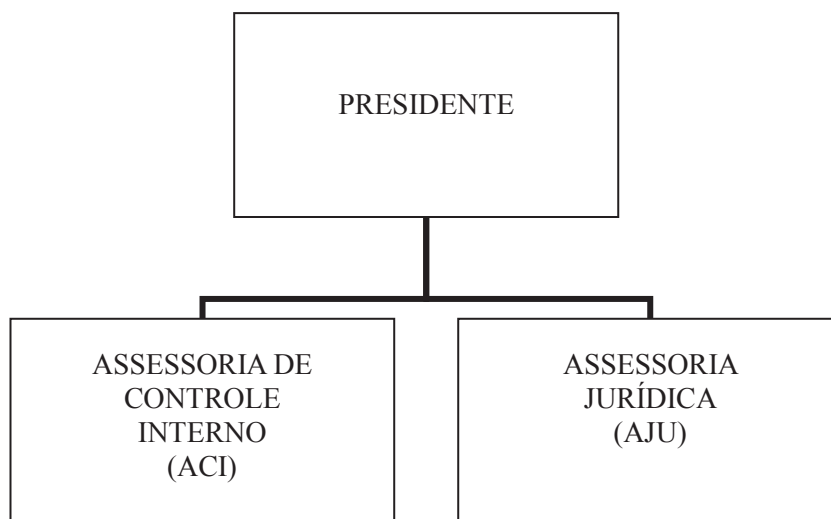 PRESIDENTE
ASSESSORIA DE
CONTROLE
INTERNO
(ACI)
ASSESSORIA
JURÍDICA
(AJU)